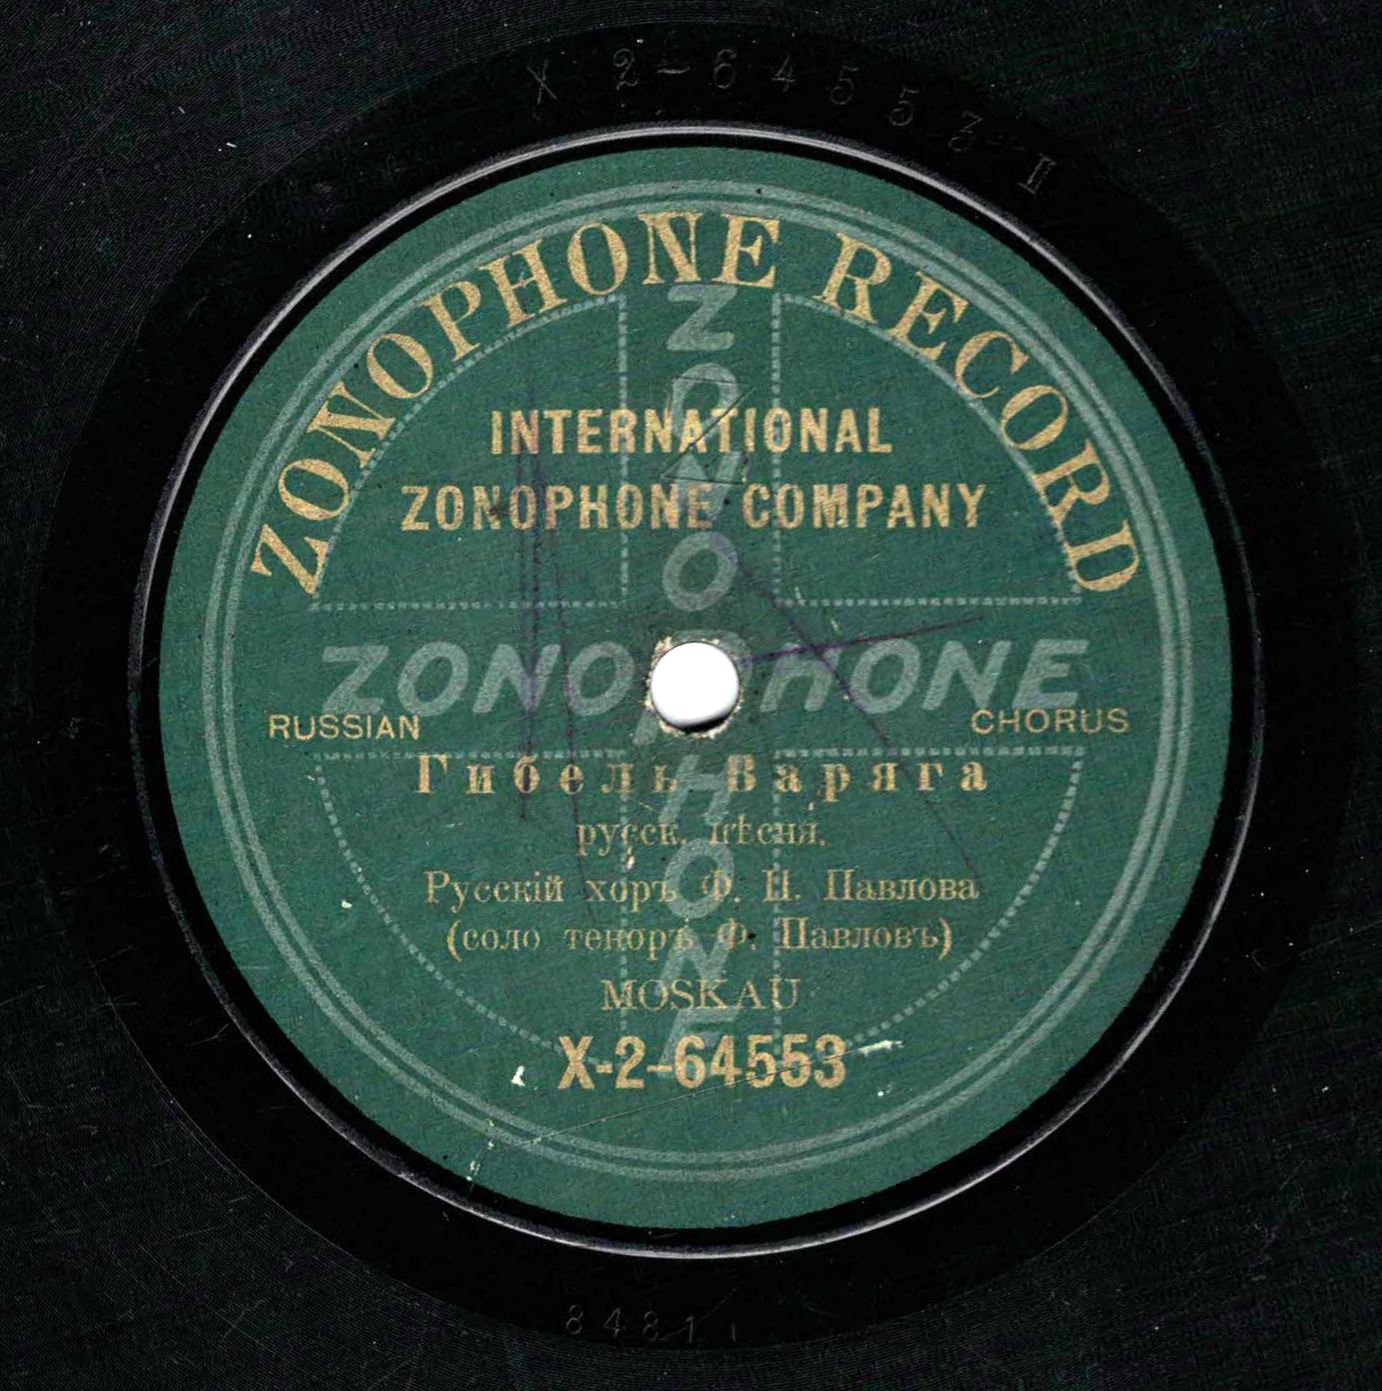 X 2-64553 I
ZONOPHONE RECORD
ZONOPHONE
INTERNATIONAL
ZONOPHONE COMPANY
ZONOPHONE
RUSSIAN
CHORUS
Гибель Варяга
русск. пѣсня.
Русскій хоръ Ф. П. Павлова
(соло теноръ Ф. Павловъ)
MOSKAU
X-2-64553
8481